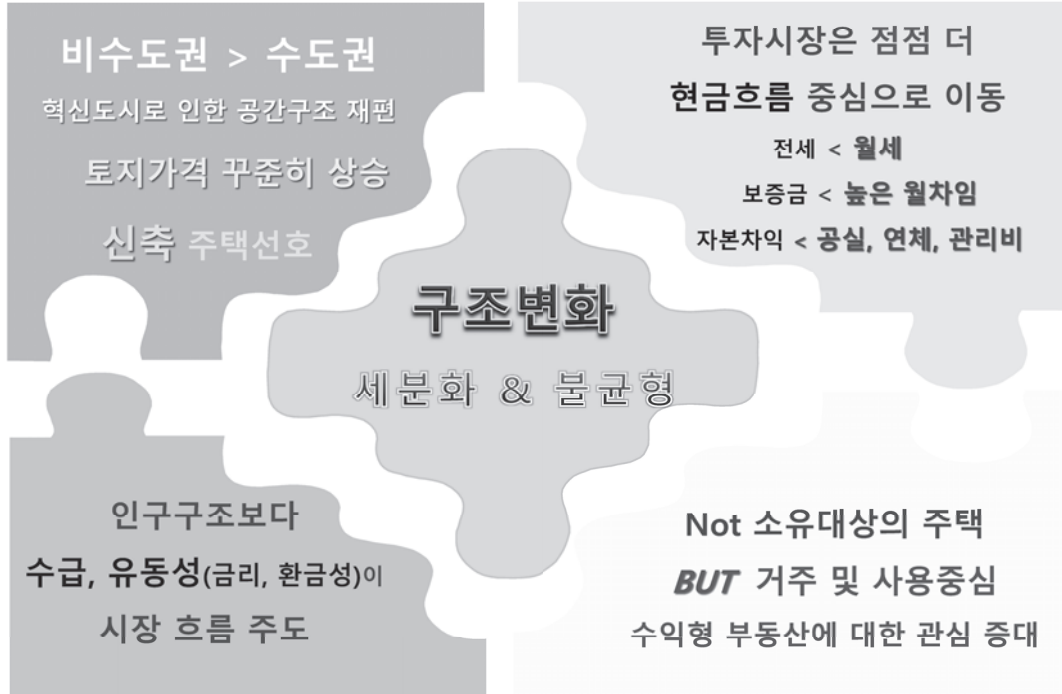 비수도권 > 수도권
혁신도시로 인한 공간구조 재편
토지가격 꾸준히 상승
신축 주택선호
투자시장은 점점 더
현금흐름 중심으로 이동
전세 < 월세
보증금 < 높은 월차임
자본차익 < 공실, 연체, 관리비
구조변화
세분화 & 불균형
인구구조보다
수급, 유동성(금리, 환금성)이
시장 흐름 주도
Not 소유대상의 주택
BUT 거주 및 사용중심
수익형 부동산에 대한 관심 증대